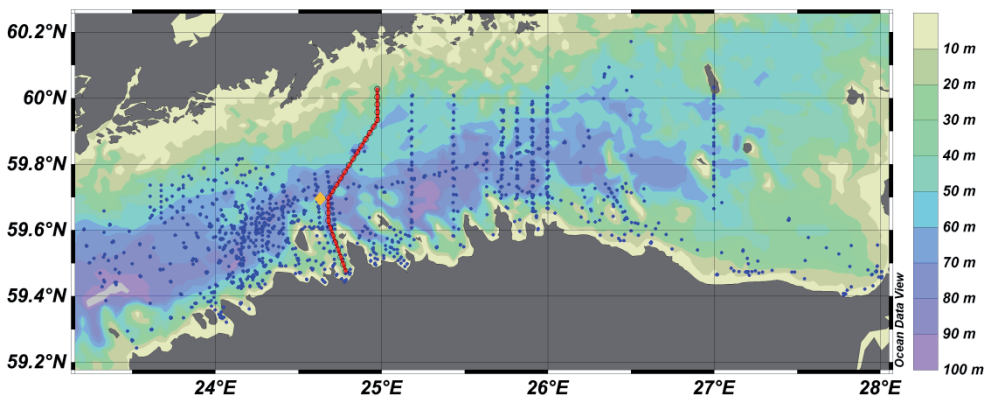 60.2°N
60°N
59.8°N
59.6°N
59.4°N
59.2°N
24°E
25°E
26°E
27°E
28°E
Ocean Data View
10 m
20 m
30 m
40 m
50 m
60 m
70 m
80 m
90 m
100 m